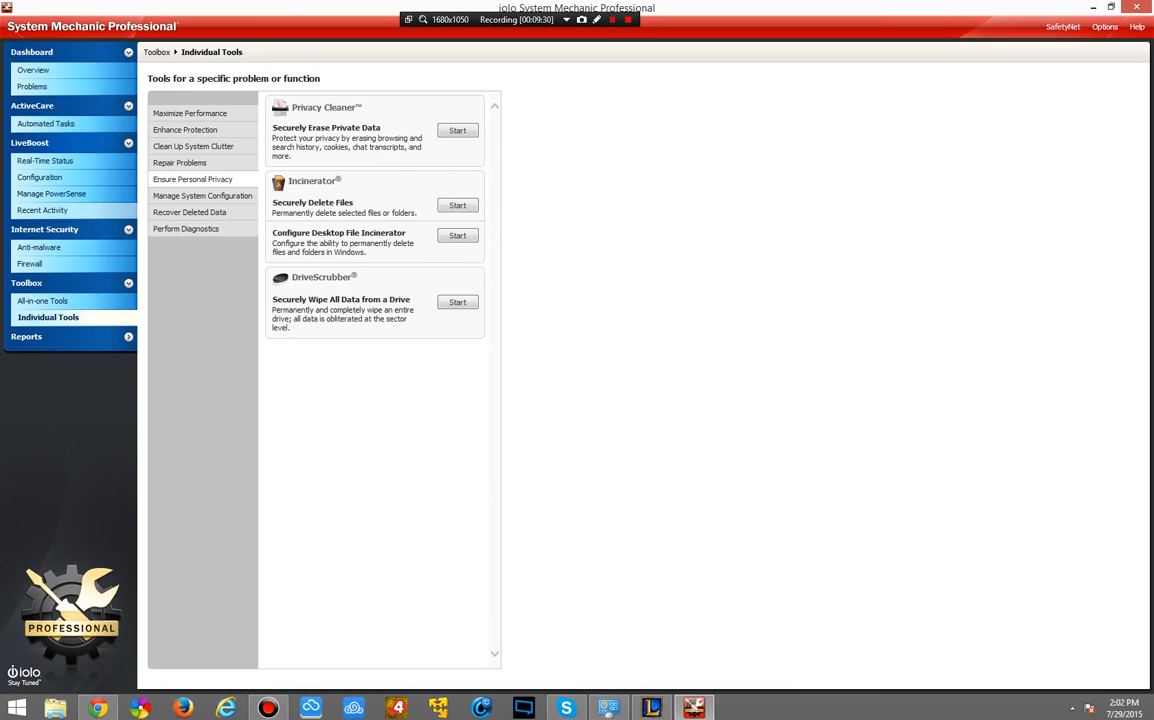 iolo System Mechanic Professional
1680x1050 Recording [00:09:30]
System Mechanic Professional®
SafetyNet Options Help
Dashboard
Overview
Problems
ActiveCare
Automated Tasks
LiveBoost
Real-Time Status
Configuration
Manage PowerSense
Recent Activity
Internet Security
Anti-malware
Firewall
Toolbox
All-in-one Tools
Individual Tools
Reports
PROFESSIONAL
iolo
Stay Tuned™
Toolbox Individual Tools
Tools for a specific problem or function
Maximize Performance
Enhance Protection
Clean Up System Clutter
Repair Problems
Ensure Personal Privacy
Manage System Configuration
Recover Deleted Data
Perform Diagnostics
Privacy Cleaner™
Securely Erase Private Data
Start
Protect your privacy by erasing browsing and
search history, cookies, chat transcripts, and
more.
Incinerator®
Securely Delete Files
Start
Permanently delete selected files or folders.
Configure Desktop File Incinerator
Start
Configure the ability to permanently delete
files and folders in Windows.
DriveScrubber®
Securely Wipe All Data from a Drive
Start
Permanently and completely wipe an entire
drive; all data is obliterated at the sector
level.
2:02 PM
7/29/2015